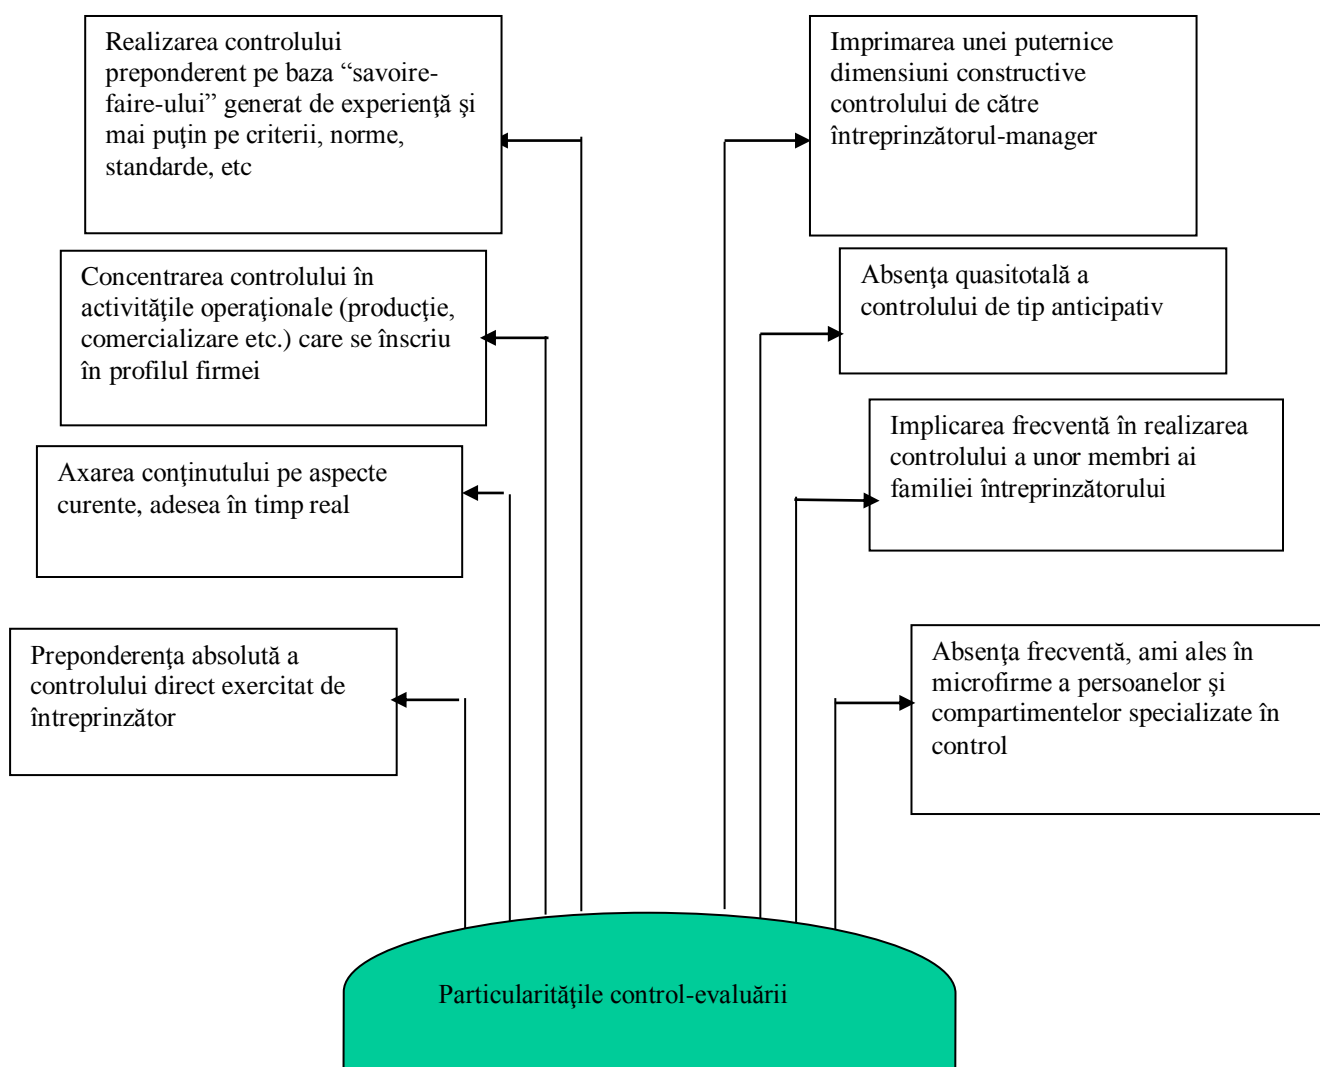 Realizarea controlului
preponderent pe baza “savoire-
faire-ului” generat de experienţă şi
mai puţin pe criterii, norme,
standarde, etc
Imprimarea unei puternice
dimensiuni constructive
controlului de către
întreprinzătorul-manager
Concentrarea controlului în
activităţile operaţionale (producţie,
comercializare etc.) care se înscriu
în profilul firmei
Absenţa quasitotală a
controlului de tip anticipativ
Axarea conţinutului pe aspecte
curente, adesea în timp real
Implicarea frecventă în realizarea
controlului a unor membri ai
familiei întreprinzătorului
Preponderenţa absolută a
controlului direct exercitat de
întreprinzător
Absenţa frecventă, ami ales în
microfirme a persoanelor şi
compartimentelor specializate în
control
Particularităţile control-evaluării